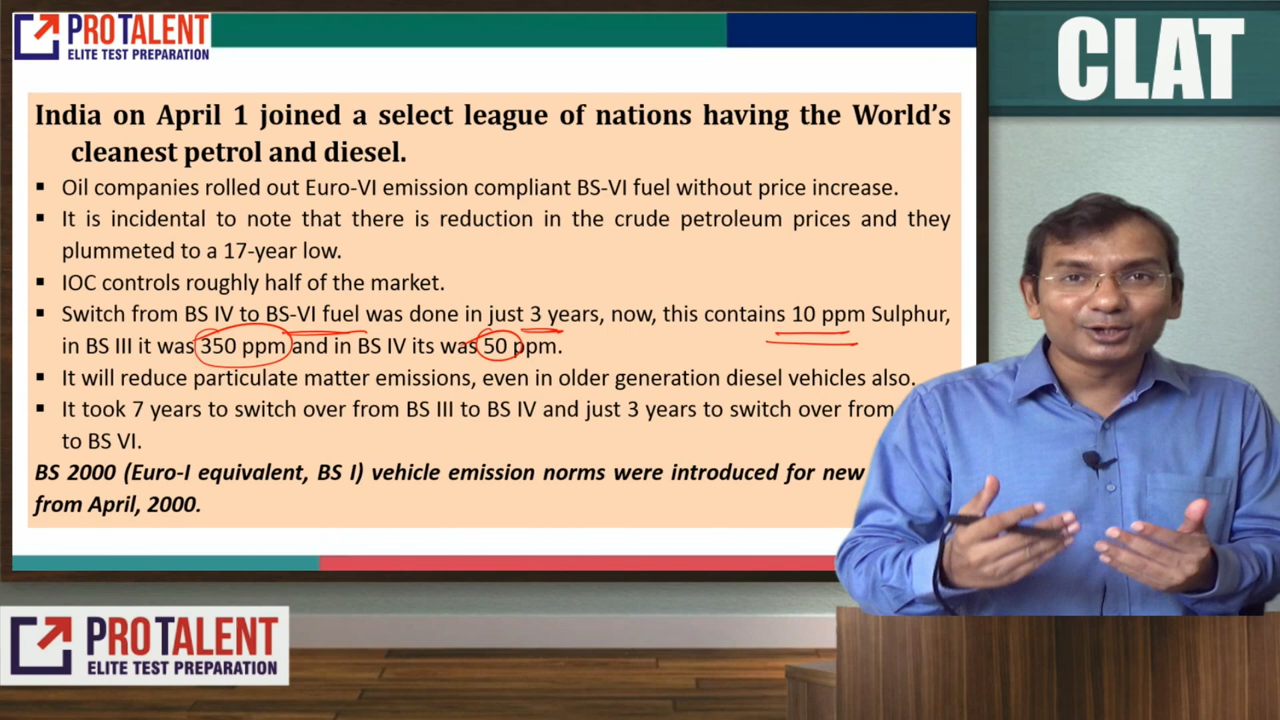 PROTALENT
ELITE TEST PREPARATION
CLAT
India on April 1 joined a select league of nations having the World's
cleanest petrol and diesel.
▪ Oil companies rolled out Euro-VI emission compliant BS-VI fuel without price increase.
▪ It is incidental to note that there is reduction in the crude petroleum prices and they
plummeted to a 17-year low.
▪ IOC controls roughly half of the market.
▪ Switch from BS IV to BS-VI fuel was done in just 3 years, now, this contains 10 ppm Sulphur,
in BS III it was 350 ppm and in BS IV its was 50 ppm.
▪ It will reduce particulate matter emissions, even in older generation diesel vehicles also.
▪ It took 7 years to switch over from BS III to BS IV and just 3 years to switch over from
to BS VI.
BS 2000 (Euro-I equivalent, BS I) vehicle emission norms were introduced for new
from April, 2000.
PROTALENT
ELITE TEST PREPARATION